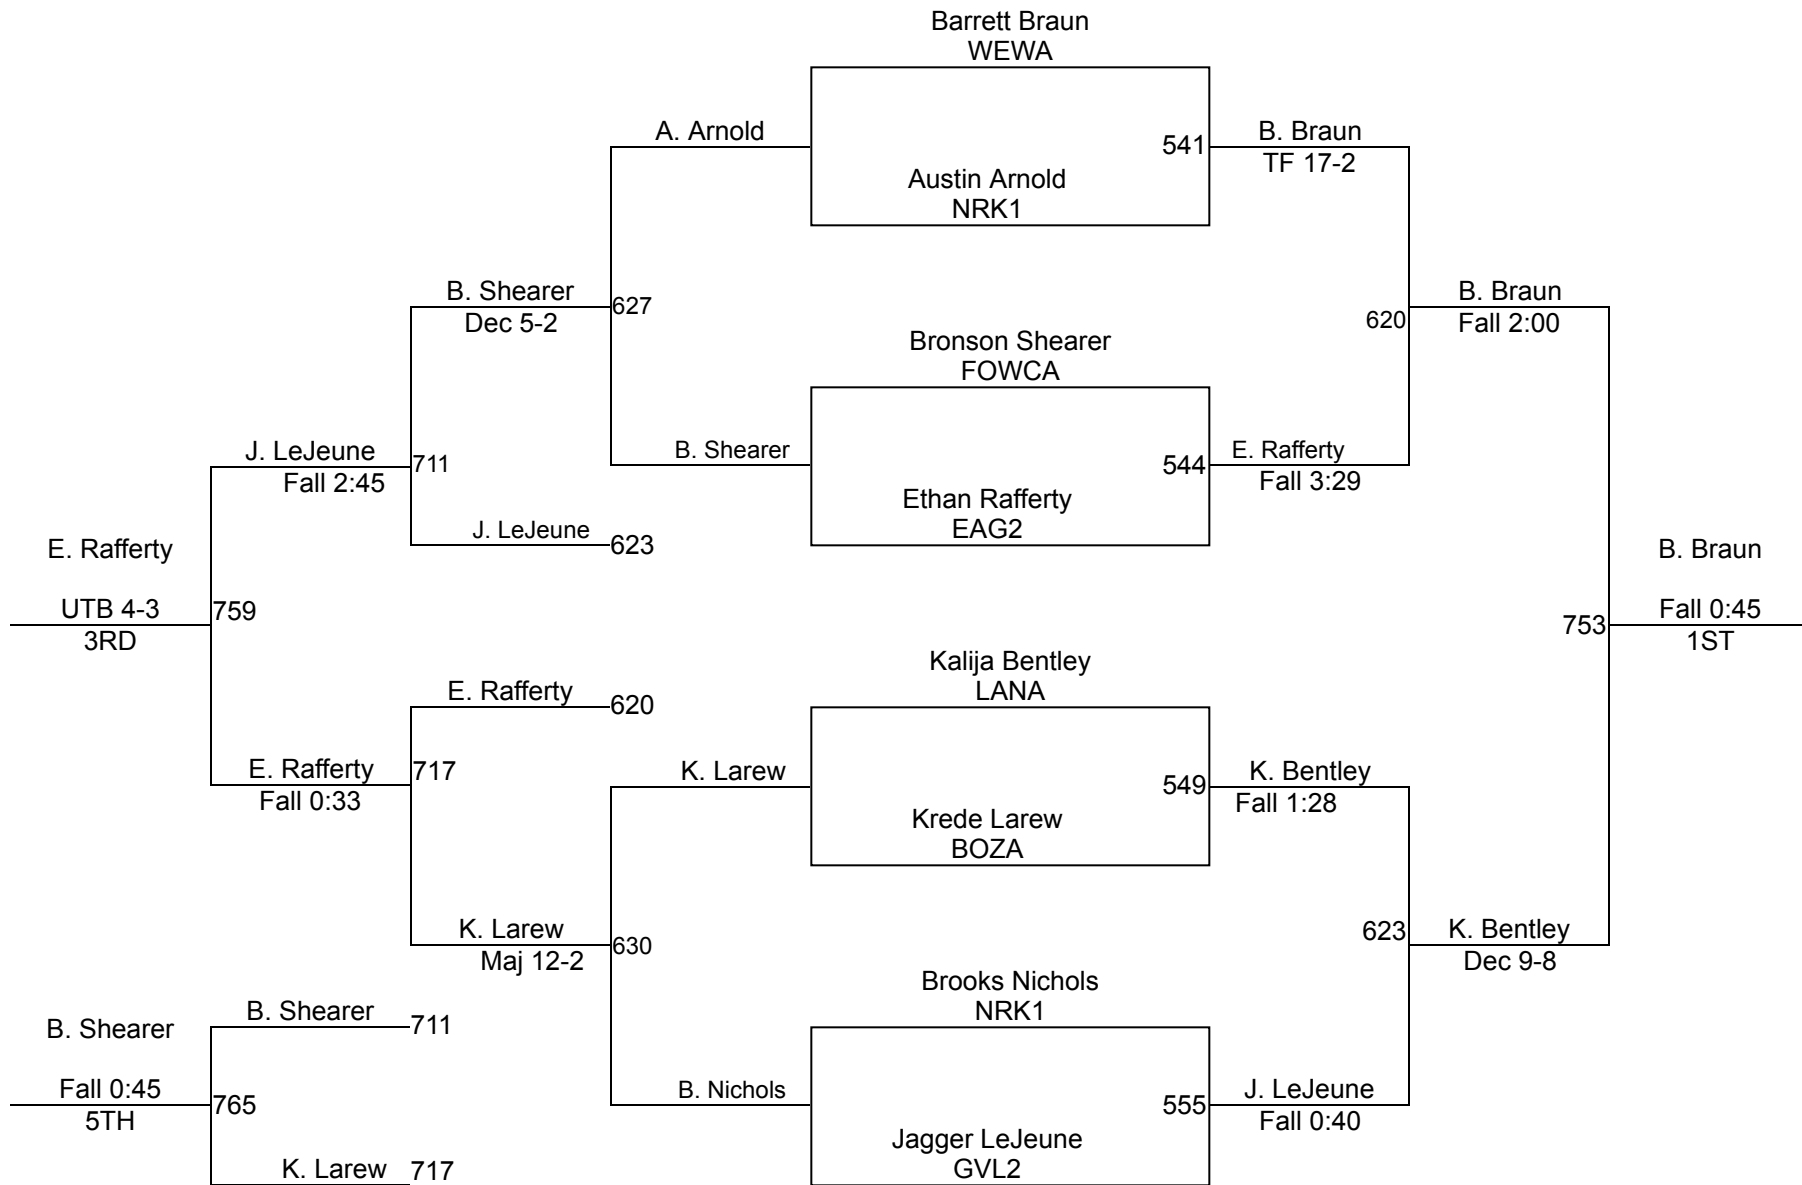 Barrett Braun
WEWA
A. Arnold
541
B. Braun
TF 17-2
Austin Arnold
NRK1
B. Shearer
Dec 5-2
627
620
B. Braun
Fall 2:00
Bronson Shearer
FOWCA
J. LeJeune
Fall 2:45
711
B. Shearer
544
E. Rafferty
Fall 3:29
Ethan Rafferty
EAG2
J. LeJeune
623
E. Rafferty
UTB 4-3
3RD
759
753
B. Braun
Fall 0:45
1ST
Kalija Bentley
LANA
E. Rafferty
620
E. Rafferty
Fall 0:33
717
K. Larew
549
K. Bentley
Fall 1:28
Krede Larew
BOZA
K. Larew
Maj 12-2
630
623
K. Bentley
Dec 9-8
Brooks Nichols
NRK1
B. Shearer
711
B. Shearer
Fall 0:45
5TH
765
B. Nichols
555
J. LeJeune
Fall 0:40
Jagger LeJeune
GVL2
K. Larew
717